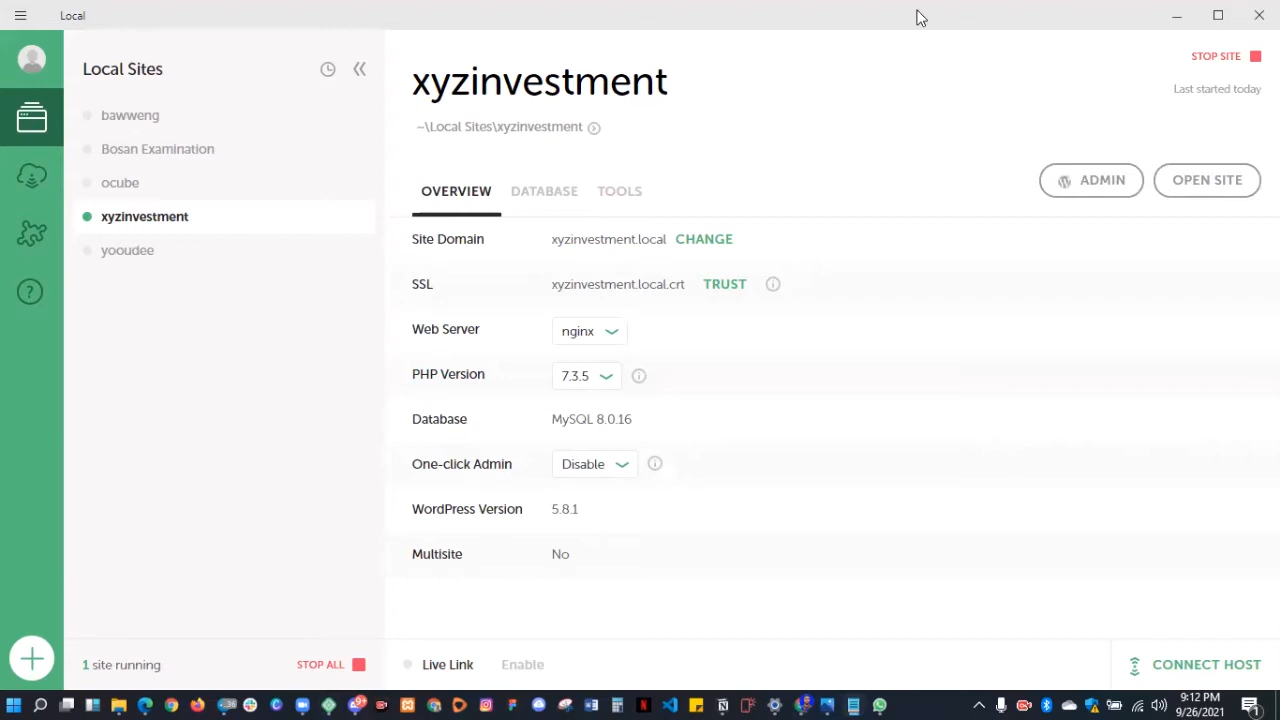 Local
Local Sites
bawweng
Bosan Examination
ocube
xyzinvestment
yooudee
1 site running
STOP ALL
xyzinvestment
~\Local Sites\xyzinvestment
STOP SITE
Last started today
OVERVIEW
DATABASE
TOOLS
ADMIN
OPEN SITE
Site Domain
xyzinvestment.local CHANGE
SSL
xyzinvestment.local.crt TRUST
Web Server
nginx
PHP Version
7.3.5
Database
MySQL 8.0.16
One-click Admin
Disable
WordPress Version
5.8.1
Multisite
No
Live Link
Enable
CONNECT HOST
9:12 PM
9/26/2021